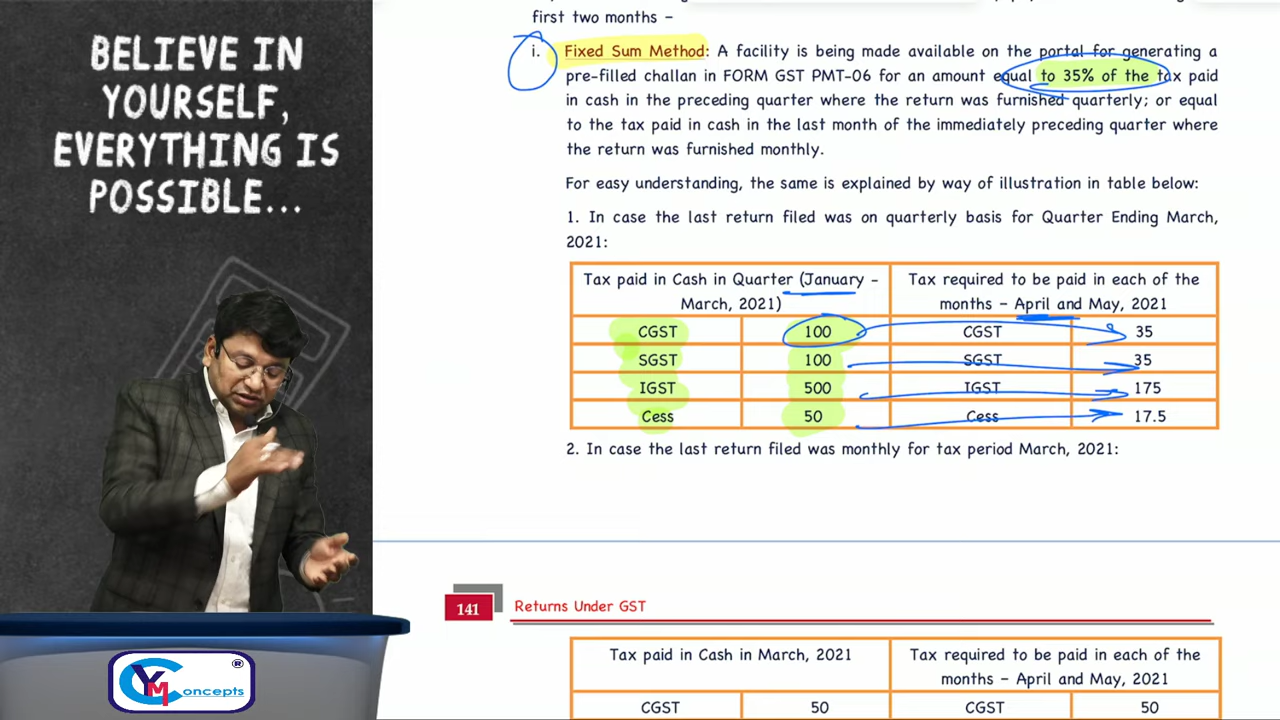 BELIEVE IN
YOURSELF,
EVERYTHING IS
POSSIBLE...
first two months –
i. Fixed Sum Method: A facility is being made available on the portal for generating a
pre-filled challan in FORM GST PMT-06 for an amount equal to 35% of the tax paid
in cash in the preceding quarter where the return was furnished quarterly; or equal
to the tax paid in cash in the last month of the immediately preceding quarter where
the return was furnished monthly.
For easy understanding, the same is explained by way of illustration in table below:
1. In case the last return filed was on quarterly basis for Quarter Ending March,
2021:
Tax paid in Cash in Quarter (January –
March, 2021)
Tax required to be paid in each of the
months – April and May, 2021
CGST 100 CGST 35
SGST 100 SGST 35
IGST 500 IGST 175
Cess 50 Cess 17.5
2. In case the last return filed was monthly for tax period March, 2021:
141 Returns Under GST
Tax paid in Cash in March, 2021
Tax required to be paid in each of the
months – April and May, 2021
CGST 50 CGST 50
YM Concepts ®